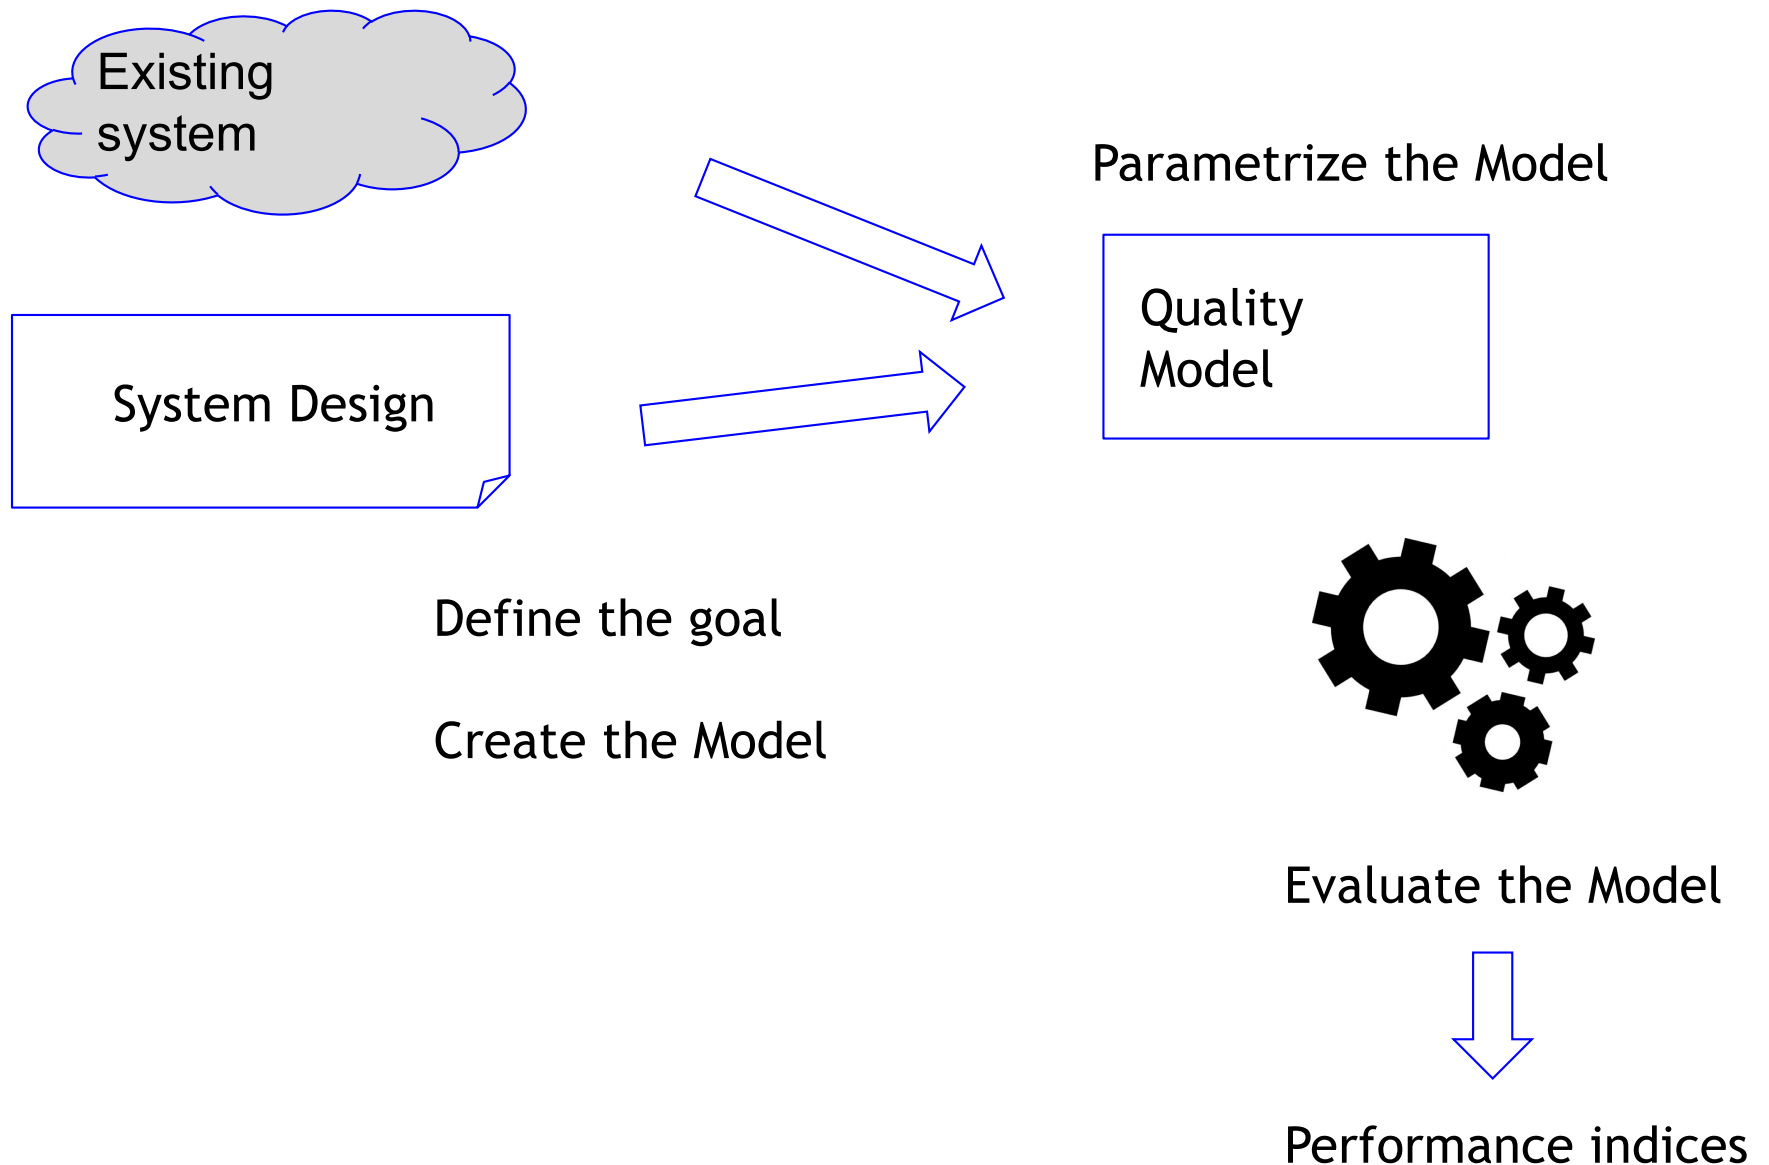 Existing
system
Parametrize the Model
Quality
Model
System Design
Define the goal
Create the Model
Evaluate the Model
Performance indices